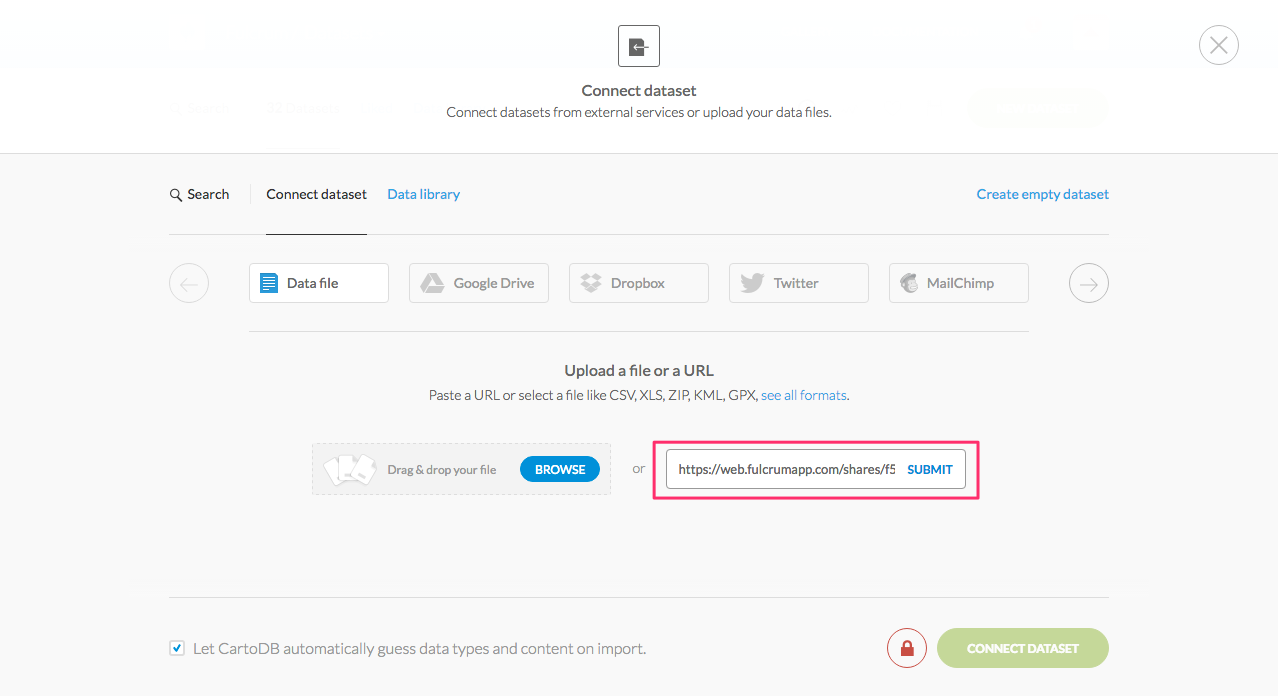 Connect dataset
Connect datasets from external services or upload your data files.
Search Connect dataset Data library Create empty dataset
Data file Google Drive Dropbox Twitter MailChimp
Upload a file or a URL
Paste a URL or select a file like CSV, XLS, ZIP, KML, GPX, see all formats.
Drag & drop your file BROWSE or https://web.fulcrumapp.com/shares/f5 SUBMIT
Let CartoDB automatically guess data types and content on import. CONNECT DATASET